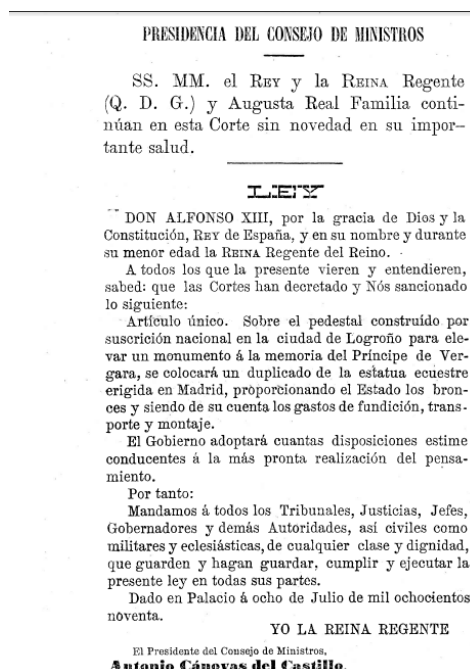 PRESIDENCIA DEL CONSEJO DE MINISTROS
SS. MM. el REY y la REINA Regente
(Q. D. G.) y Augusta Real Familia conti-
núan en esta Corte sin novedad en su impor-
tante salud.
LEY
DON ALFONSO XIII, por la gracia de Dios y la
Constitución, REY de España, y en su nombre y durante
su menor edad la REINA Regente del Reino.
A todos los que la presente vieren y entendieren,
sabed: que las Cortes han decretado y Nós sancionado
lo siguiente:
Artículo único. Sobre el pedestal construído por
suscrición nacional en la ciudad de Logroño para ele-
var un monumento á la memoria del Príncipe de Ver-
gara, se colocará un duplicado de la estatua ecuestre
erigida en Madrid, proporcionando el Estado los bron-
ces y siendo de su cuenta los gastos de fundición, trans-
porte y montaje.
El Gobierno adoptará cuantas disposiciones estime
conducentes á la más pronta realización del pensa-
miento.
Por tanto:
Mandamos á todos los Tribunales, Justicias, Jefes,
Gobernadores y demás Autoridades, así civiles como
militares y eclesiásticas, de cualquier clase y dignidad,
que guarden y hagan guardar, cumplir y ejecutar la
presente ley en todas sus partes.
Dado en Palacio á ocho de Julio de mil ochocientos
noventa.
YO LA REINA REGENTE
El Presidente del Consejo de Ministros,
Antonio Cánovas del Castillo.